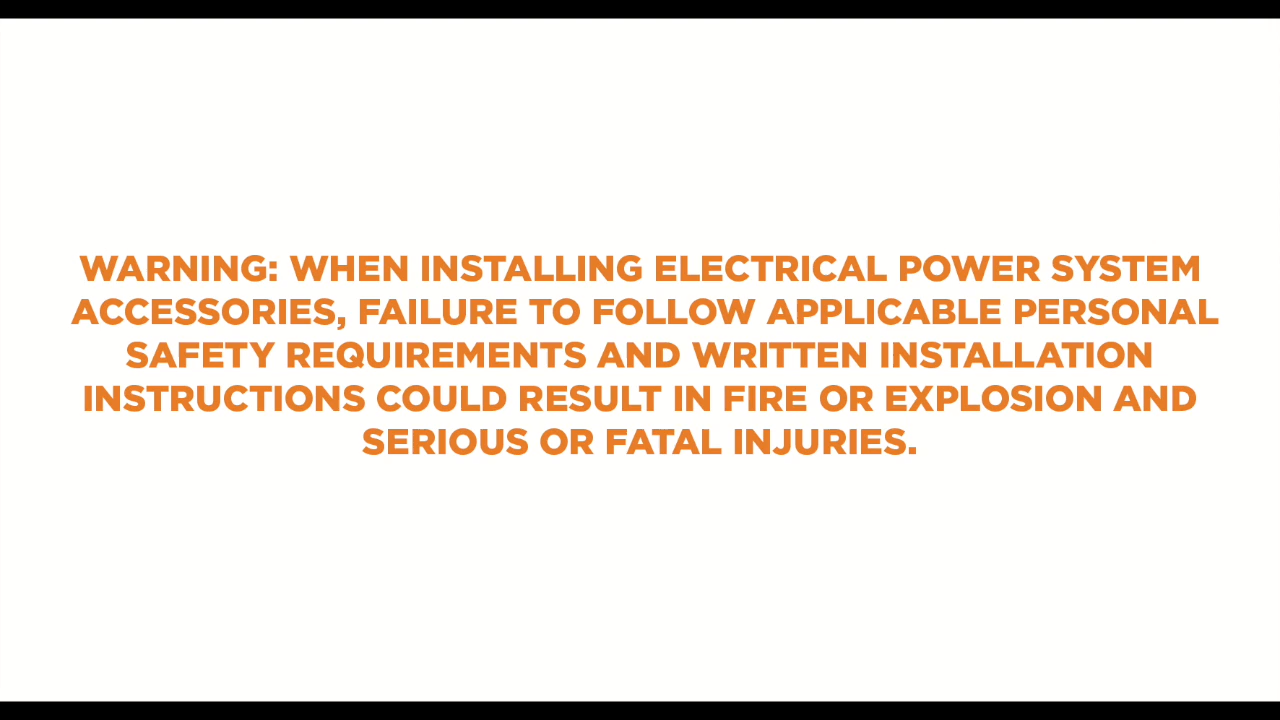 WARNING: WHEN INSTALLING ELECTRICAL POWER SYSTEM
ACCESSORIES, FAILURE TO FOLLOW APPLICABLE PERSONAL
SAFETY REQUIREMENTS AND WRITTEN INSTALLATION
INSTRUCTIONS COULD RESULT IN FIRE OR EXPLOSION AND
SERIOUS OR FATAL INJURIES.